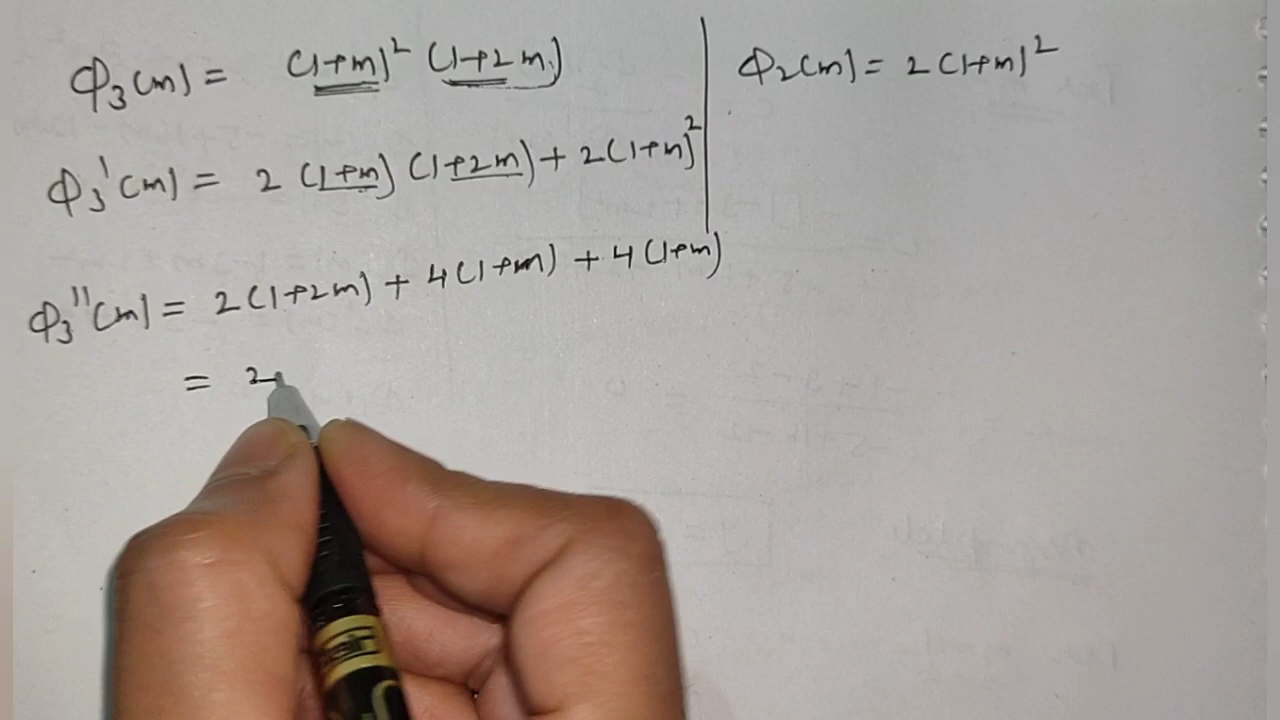 Φ₃(m) = (1+m)² (1+2m)
Φ₃'(m) = 2 (1+m) (1+2m) + 2(1+m)²
Φ₃''(m) = 2(1+2m) + 4(1+m) + 4(1+m)
= 2
Φ₂(m) = 2(1+m)²